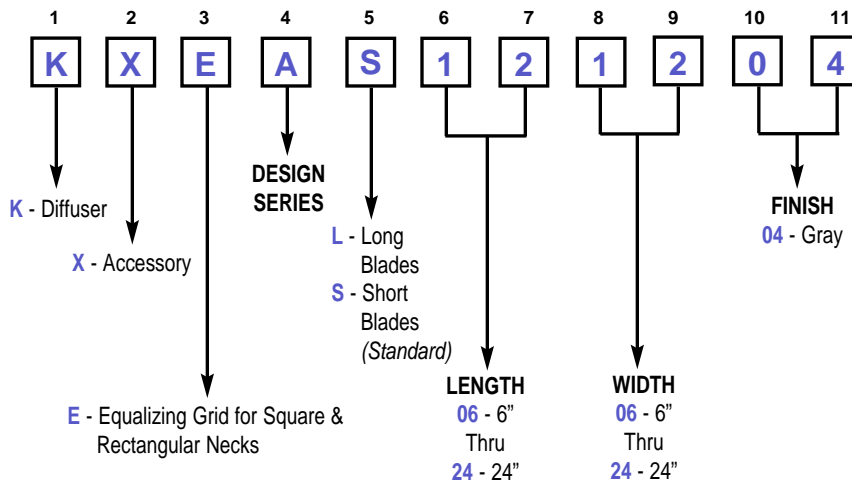 1 2 3 4 5 6 7 8 9 10 11
K X E A S 1 2 1 2 0 4
K - Diffuser
X - Accessory
E - Equalizing Grid for Square &
Rectangular Necks
DESIGN
SERIES
L - Long
Blades
S - Short
Blades
(Standard)
LENGTH
06 - 6”
Thru
24 - 24”
WIDTH
06 - 6”
Thru
24 - 24”
FINISH
04 - Gray